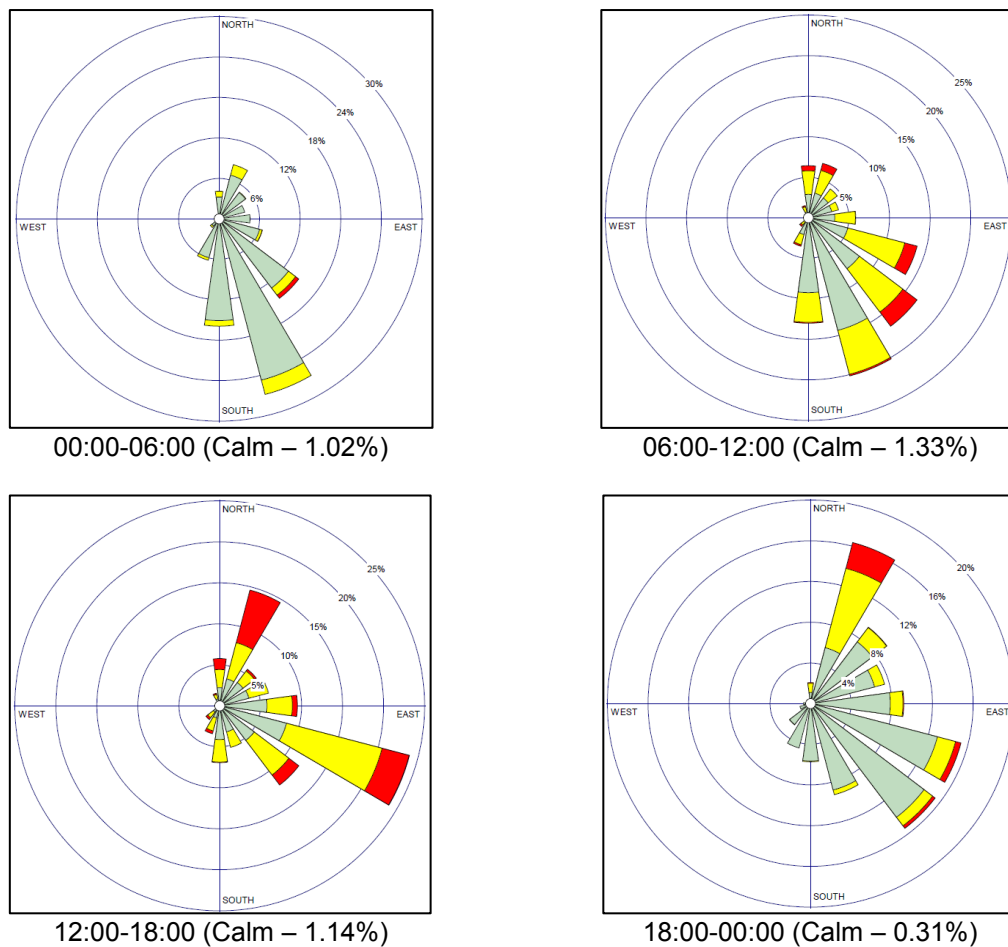 NORTH
30%
24%
18%
12%
6%
WEST
EAST
SOUTH
00:00-06:00 (Calm – 1.02%)
NORTH
25%
20%
15%
10%
5%
WEST
EAST
SOUTH
06:00-12:00 (Calm – 1.33%)
NORTH
25%
20%
15%
10%
5%
WEST
EAST
SOUTH
12:00-18:00 (Calm – 1.14%)
NORTH
20%
16%
12%
8%
4%
WEST
EAST
SOUTH
18:00-00:00 (Calm – 0.31%)